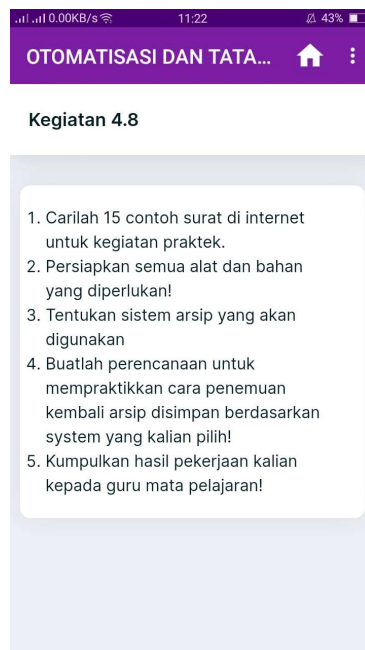 0.00KB/s 11:22 43%
OTOMATISASI DAN TATA...
Kegiatan 4.8
1. Carilah 15 contoh surat di internet
untuk kegiatan praktek.
2. Persiapkan semua alat dan bahan
yang diperlukan!
3. Tentukan sistem arsip yang akan
digunakan
4. Buatlah perencanaan untuk
mempraktikkan cara penemuan
kembali arsip disimpan berdasarkan
system yang kalian pilih!
5. Kumpulkan hasil pekerjaan kalian
kepada guru mata pelajaran!